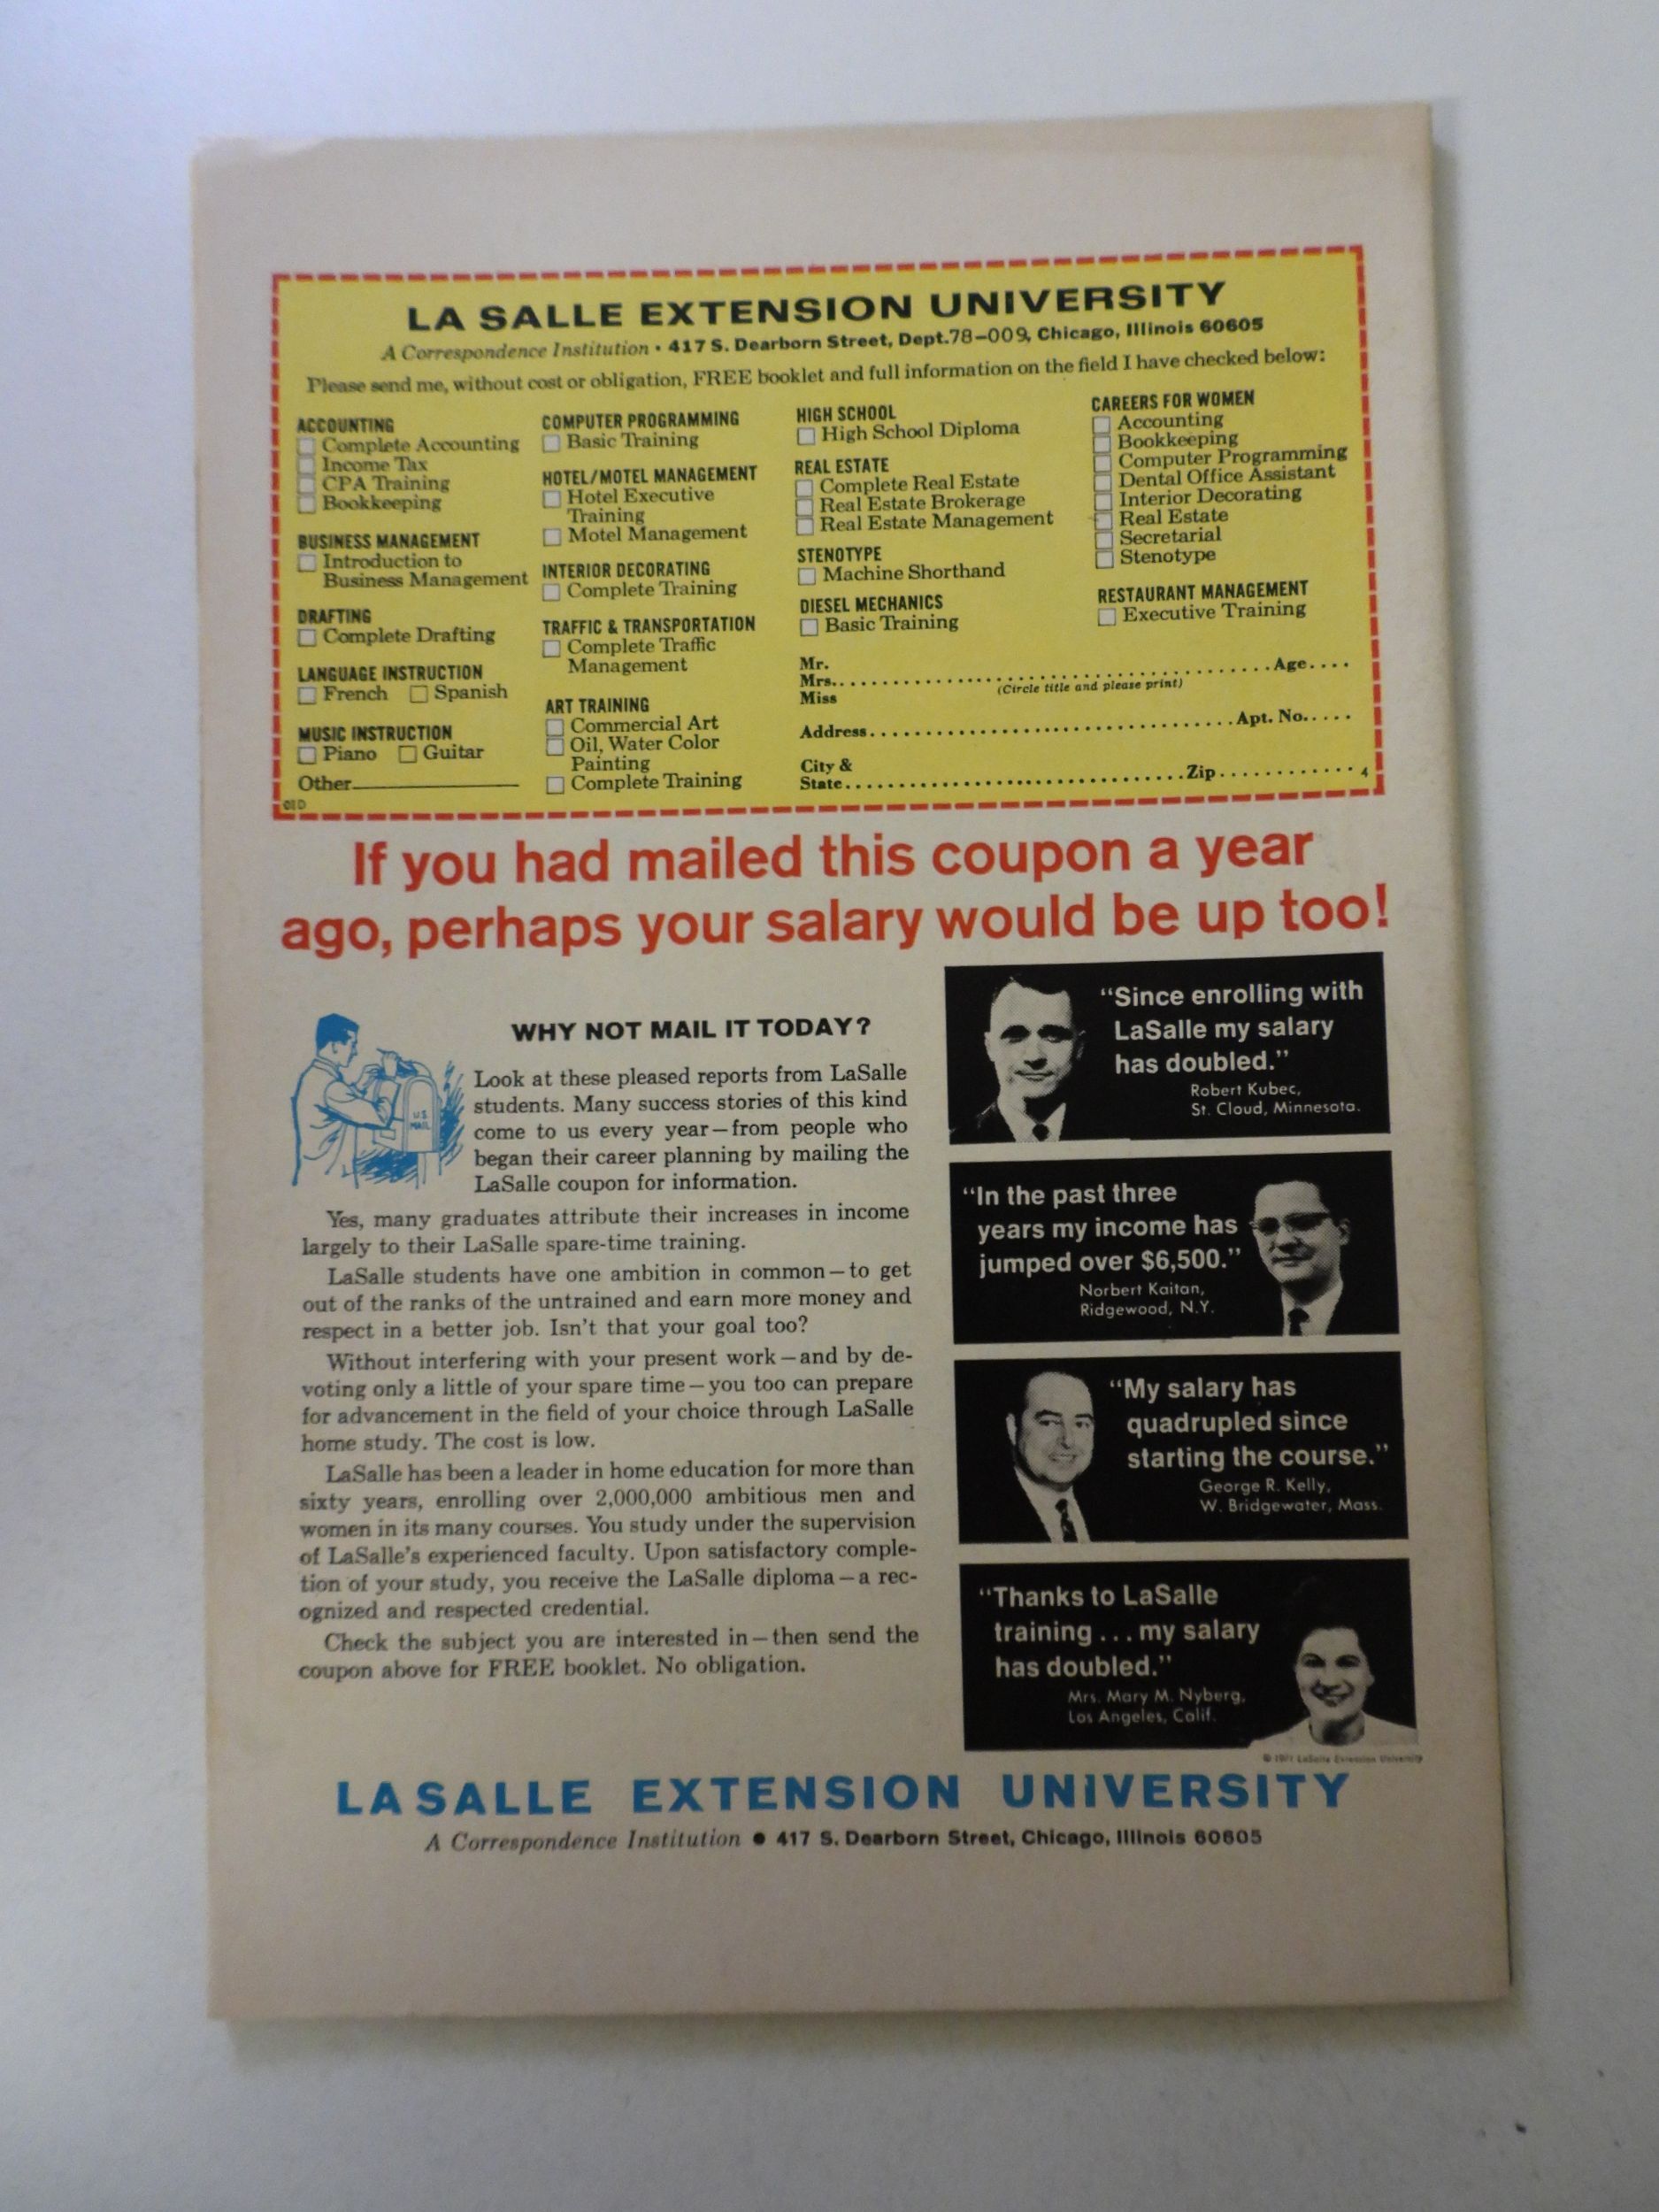 LA SALLE EXTENSION UNIVERSITY
A Correspondence Institution • 417 S. Dearborn Street, Dept.78-009, Chicago, Illinois 60605
Please send me, without cost or obligation, FREE booklet and full information on the field I have checked below:
ACCOUNTING
Complete Accounting
Income Tax
CPA Training
Bookkeeping
BUSINESS MANAGEMENT
Introduction to
Business Management
DRAFTING
Complete Drafting
LANGUAGE INSTRUCTION
French Spanish
MUSIC INSTRUCTION
Piano Guitar
Other
01D
COMPUTER PROGRAMMING
Basic Training
HOTEL/MOTEL MANAGEMENT
Hotel Executive
Training
Motel Management
INTERIOR DECORATING
Complete Training
TRAFFIC & TRANSPORTATION
Complete Traffic
Management
ART TRAINING
Commercial Art
Oil, Water Color
Painting
Complete Training
HIGH SCHOOL
High School Diploma
REAL ESTATE
Complete Real Estate
Real Estate Brokerage
Real Estate Management
STENOTYPE
Machine Shorthand
DIESEL MECHANICS
Basic Training
CAREERS FOR WOMEN
Accounting
Bookkeeping
Computer Programming
Dental Office Assistant
Interior Decorating
Real Estate
Secretarial
Stenotype
RESTAURANT MANAGEMENT
Executive Training
Mr.
Mrs. Age
Miss (Circle title and please print)
Address Apt. No.
City &
State Zip 4
If you had mailed this coupon a year
ago, perhaps your salary would be up too!
WHY NOT MAIL IT TODAY?
U.S.
MAIL
Look at these pleased reports from LaSalle
students. Many success stories of this kind
come to us every year—from people who
began their career planning by mailing the
LaSalle coupon for information.
Yes, many graduates attribute their increases in income
largely to their LaSalle spare-time training.
LaSalle students have one ambition in common—to get
out of the ranks of the untrained and earn more money and
respect in a better job. Isn't that your goal too?
Without interfering with your present work—and by de-
voting only a little of your spare time—you too can prepare
for advancement in the field of your choice through LaSalle
home study. The cost is low.
LaSalle has been a leader in home education for more than
sixty years, enrolling over 2,000,000 ambitious men and
women in its many courses. You study under the supervision
of LaSalle's experienced faculty. Upon satisfactory comple-
tion of your study, you receive the LaSalle diploma—a rec-
ognized and respected credential.
Check the subject you are interested in—then send the
coupon above for FREE booklet. No obligation.
"Since enrolling with
LaSalle my salary
has doubled."
Robert Kubec,
St. Cloud, Minnesota.
"In the past three
years my income has
jumped over $6,500."
Norbert Kaitan,
Ridgewood, N.Y.
"My salary has
quadrupled since
starting the course."
George R. Kelly,
W. Bridgewater, Mass.
"Thanks to LaSalle
training...my salary
has doubled."
Mrs. Mary M. Nyberg,
Los Angeles, Calif.
© 1971 LaSalle Extension University
LASALLE EXTENSION UNIVERSITY
A Correspondence Institution • 417 S. Dearborn Street, Chicago, Illinois 60605